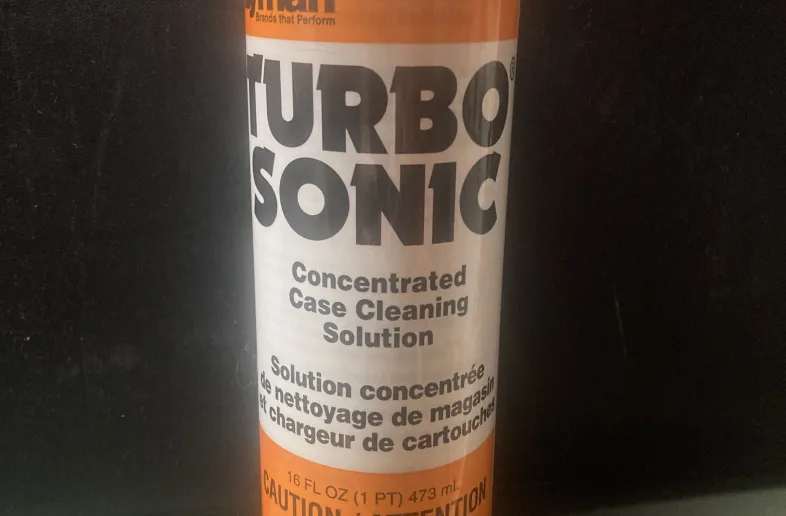 Brands that Perform
TURBO®
SONIC
Concentrated
Case Cleaning
Solution
Solution concentrée
de nettoyage de magasin
et chargeur de cartouches
16 FL OZ (1 PT) 473 mL
CAUTION / ATTENTION